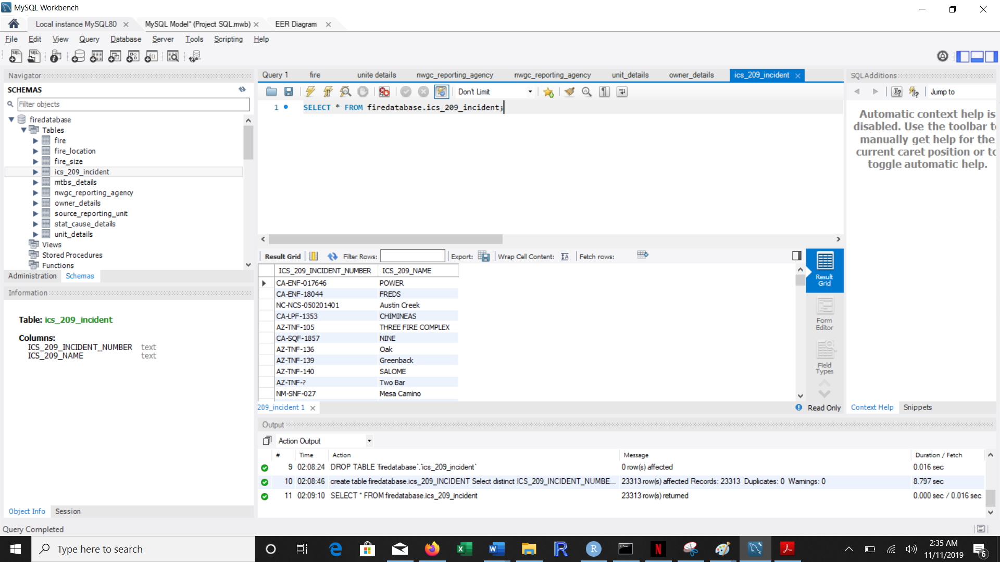 MySQL Workbench
Local instance MySQL80
MySQL Model* (Project SQL.mwb)
EER Diagram
File Edit View Query Database Server Tools Scripting Help
Navigator
SCHEMAS
Filter objects
firedatabase
Tables
fire
fire_location
fire_size
ics_209_incident
mtbs_details
nwgc_reporting_agency
owner_details
source_reporting_unit
stat_cause_details
unit_details
Views
Stored Procedures
Functions
Administration Schemas
Information
Table: ics_209_incident
Columns:
ICS_209_INCIDENT_NUMBER text
ICS_209_NAME text
Object Info Session
Query Completed
Query 1 fire unite details nwgc_reporting_agency nwgc_reporting_agency unit_details owner_details ics_209_incident
Don't Limit
1 SELECT * FROM firedatabase.ics_209_incident;
Result Grid Filter Rows: Export: Wrap Cell Content: Fetch rows:
ICS_209_INCIDENT_NUMBER ICS_209_NAME
CA-ENF-017646 POWER
CA-ENF-18044 FREDS
NC-NCS-050201401 Austin Creek
CA-LPF-1353 CHIMINEAS
AZ-TNF-105 THREE FIRE COMPLEX
CA-SQF-1857 NINE
AZ-TNF-136 Oak
AZ-TNF-139 Greenback
AZ-TNF-140 SALOME
AZ-TNF-? Two Bar
NM-SNF-027 Mesa Camino
Result
Grid
Form
Editor
Field
Types
209_incident 1
Read Only
SQLAdditions
Jump to
Automatic context help is
disabled. Use the toolbar to
manually get help for the
current caret position or to
toggle automatic help.
Context Help Snippets
Output
Action Output
# Time Action Message Duration / Fetch
9 02:08:24 DROP TABLE `firedatabase`.`ics_209_incident` 0 row(s) affected 0.016 sec
10 02:08:46 create table firedatabase.ics_209_INCIDENT Select distinct ICS_209_INCIDENT_NUMBE... 23313 row(s) affected Records: 23313 Duplicates: 0 Warnings: 0 8.797 sec
11 02:09:10 SELECT * FROM firedatabase.ics_209_incident 23313 row(s) returned 0.000 sec / 0.016 sec
Type here to search
2:35 AM
11/11/2019
6